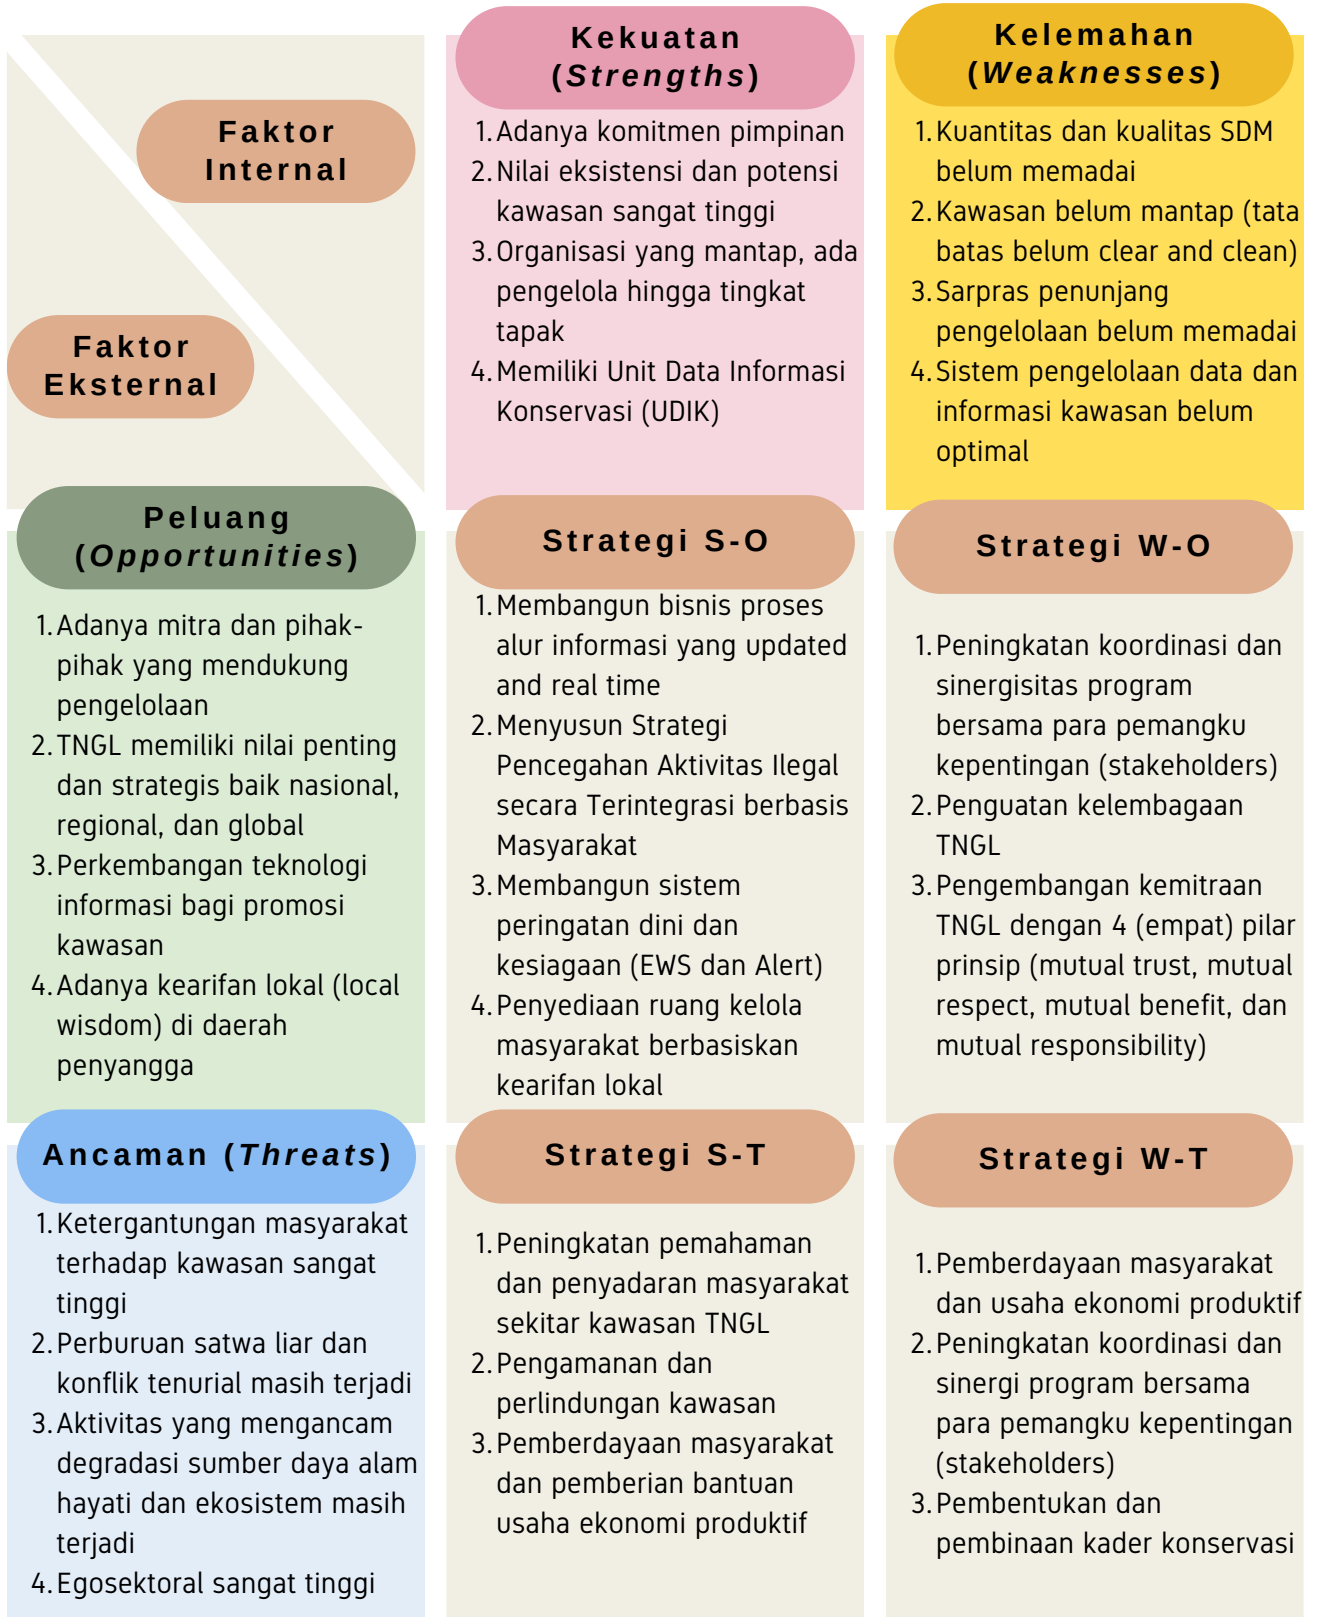 Faktor
Internal
Faktor
Eksternal
Kekuatan
(Strengths)
1. Adanya komitmen pimpinan
2. Nilai eksistensi dan potensi
kawasan sangat tinggi
3. Organisasi yang mantap, ada
pengelola hingga tingkat
tapak
4. Memiliki Unit Data Informasi
Konservasi (UDIK)
Kelemahan
(Weaknesses)
1. Kuantitas dan kualitas SDM
belum memadai
2. Kawasan belum mantap (tata
batas belum clear and clean)
3. Sarpras penunjang
pengelolaan belum memadai
4. Sistem pengelolaan data dan
informasi kawasan belum
optimal
Peluang
(Opportunities)
1. Adanya mitra dan pihak-
pihak yang mendukung
pengelolaan
2. TNGL memiliki nilai penting
dan strategis baik nasional,
regional, dan global
3. Perkembangan teknologi
informasi bagi promosi
kawasan
4. Adanya kearifan lokal (local
wisdom) di daerah
penyangga
Strategi S-O
1. Membangun bisnis proses
alur informasi yang updated
and real time
2. Menyusun Strategi
Pencegahan Aktivitas Ilegal
secara Terintegrasi berbasis
Masyarakat
3. Membangun sistem
peringatan dini dan
kesiagaan (EWS dan Alert)
4. Penyediaan ruang kelola
masyarakat berbasiskan
kearifan lokal
Strategi W-O
1. Peningkatan koordinasi dan
sinergisitas program
bersama para pemangku
kepentingan (stakeholders)
2. Penguatan kelembagaan
TNGL
3. Pengembangan kemitraan
TNGL dengan 4 (empat) pilar
prinsip (mutual trust, mutual
respect, mutual benefit, dan
mutual responsibility)
Ancaman (Threats)
1. Ketergantungan masyarakat
terhadap kawasan sangat
tinggi
2. Perburuan satwa liar dan
konflik tenurial masih terjadi
3. Aktivitas yang mengancam
degradasi sumber daya alam
hayati dan ekosistem masih
terjadi
4. Egosektoral sangat tinggi
Strategi S-T
1. Peningkatan pemahaman
dan penyadaran masyarakat
sekitar kawasan TNGL
2. Pengamanan dan
perlindungan kawasan
3. Pemberdayaan masyarakat
dan pemberian bantuan
usaha ekonomi produktif
Strategi W-T
1. Pemberdayaan masyarakat
dan usaha ekonomi produktif
2. Peningkatan koordinasi dan
sinergi program bersama
para pemangku kepentingan
(stakeholders)
3. Pembentukan dan
pembinaan kader konservasi